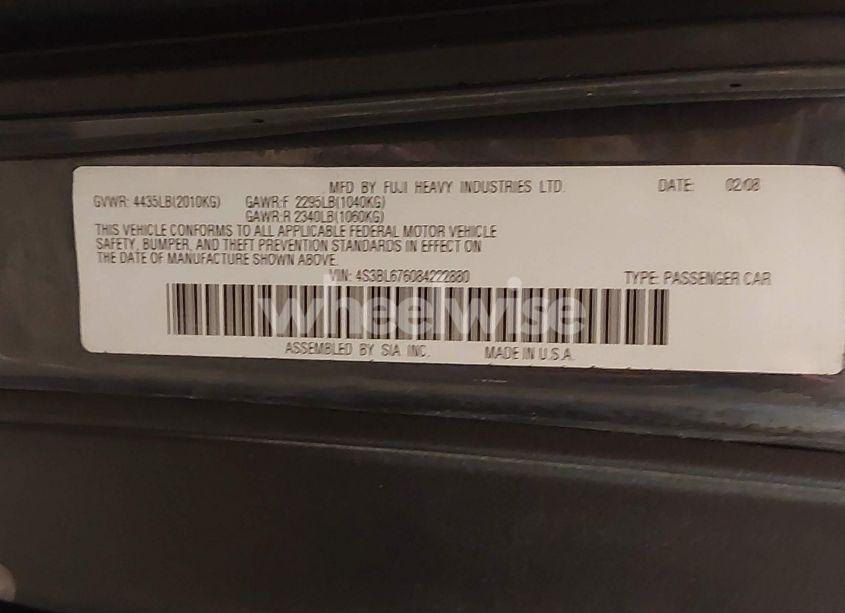 MFD BY FUJI HEAVY INDUSTRIES LTD. DATE: 02/08
GVWR: 4435LB(2010KG) GAWR:F 2295LB(1040KG)
GAWR:R 2340LB(1060KG)
THIS VEHICLE CONFORMS TO ALL APPLICABLE FEDERAL MOTOR VEHICLE
SAFETY, BUMPER, AND THEFT PREVENTION STANDARDS IN EFFECT ON
THE DATE OF MANUFACTURE SHOWN ABOVE.
VIN: 4S3BL676084222880 TYPE: PASSENGER CAR
wheelwise
ASSEMBLED BY SIA INC. MADE IN U.S.A.